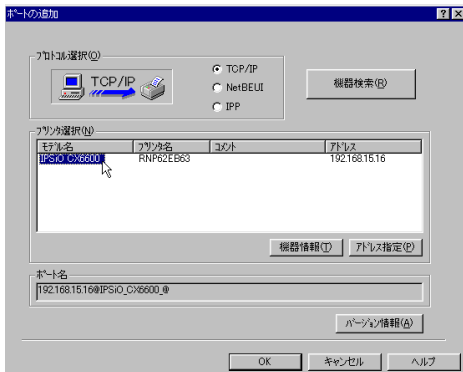 ﾎﾟｰﾄの追加
ﾌﾟﾛﾄｺﾙ選択(O)
TCP/IP
TCP/IP
NetBEUI
IPP
機器検索(R)
ﾌﾟﾘﾝﾀ選択(N)
ﾓﾃﾞﾙ名 ﾌﾟﾘﾝﾀ名 ｺﾒﾝﾄ ｱﾄﾞﾚｽ
IPSiO CX6600 RNP62EB63 192.168.15.16
機器情報(T) ｱﾄﾞﾚｽ指定(P)
ﾎﾟｰﾄ名
192.168.15.16@IPSiO_CX6600_@
ﾊﾞｰｼﾞｮﾝ情報(A)
OK ｷｬﾝｾﾙ ﾍﾙﾌﾟ